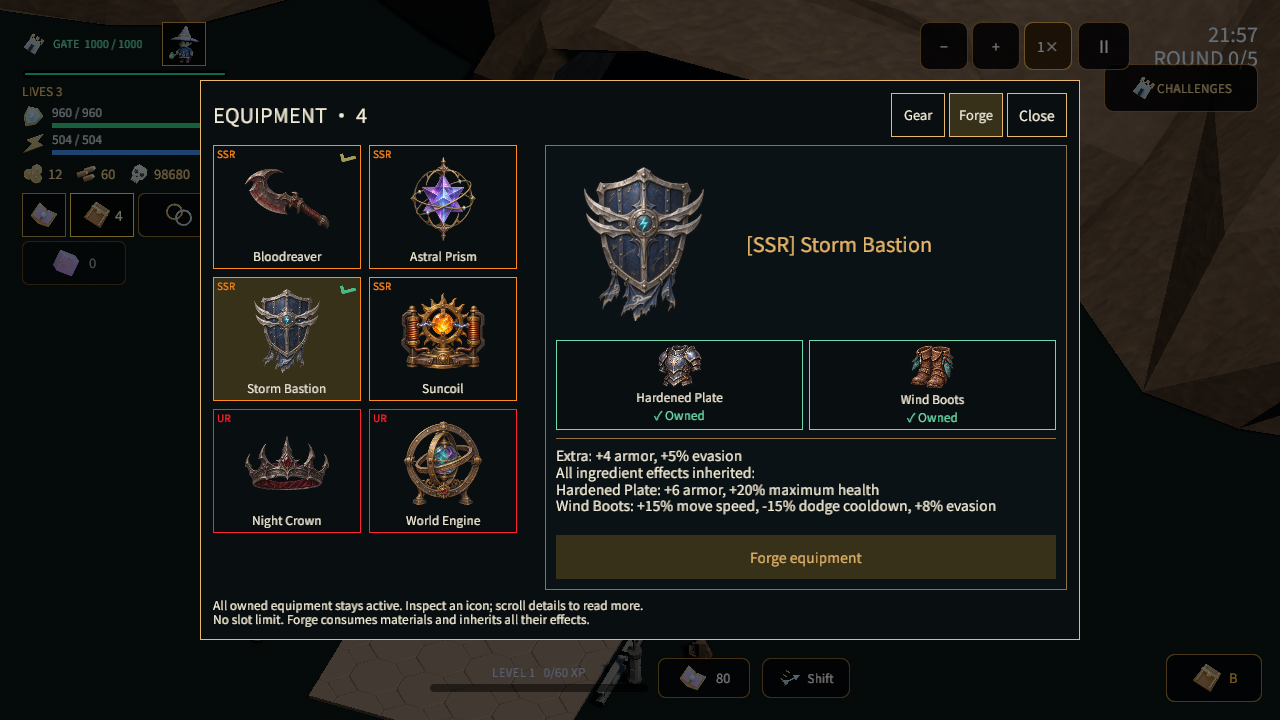 GATE 1000 / 1000
LIVES 3
960 / 960
504 / 504
12
60
98680
4
0
−
+
1×
21:57
ROUND 0/5
CHALLENGES
EQUIPMENT • 4
Gear
Forge
Close
SSR
Bloodreaver
SSR
Astral Prism
SSR
Storm Bastion
SSR
Suncoil
UR
Night Crown
UR
World Engine
[SSR] Storm Bastion
Hardened Plate
✓ Owned
Wind Boots
✓ Owned
Extra: +4 armor, +5% evasion
All ingredient effects inherited:
Hardened Plate: +6 armor, +20% maximum health
Wind Boots: +15% move speed, -15% dodge cooldown, +8% evasion
Forge equipment
All owned equipment stays active. Inspect an icon; scroll details to read more.
No slot limit. Forge consumes materials and inherits all their effects.
LEVEL 1 0/60 XP
80
Shift
B